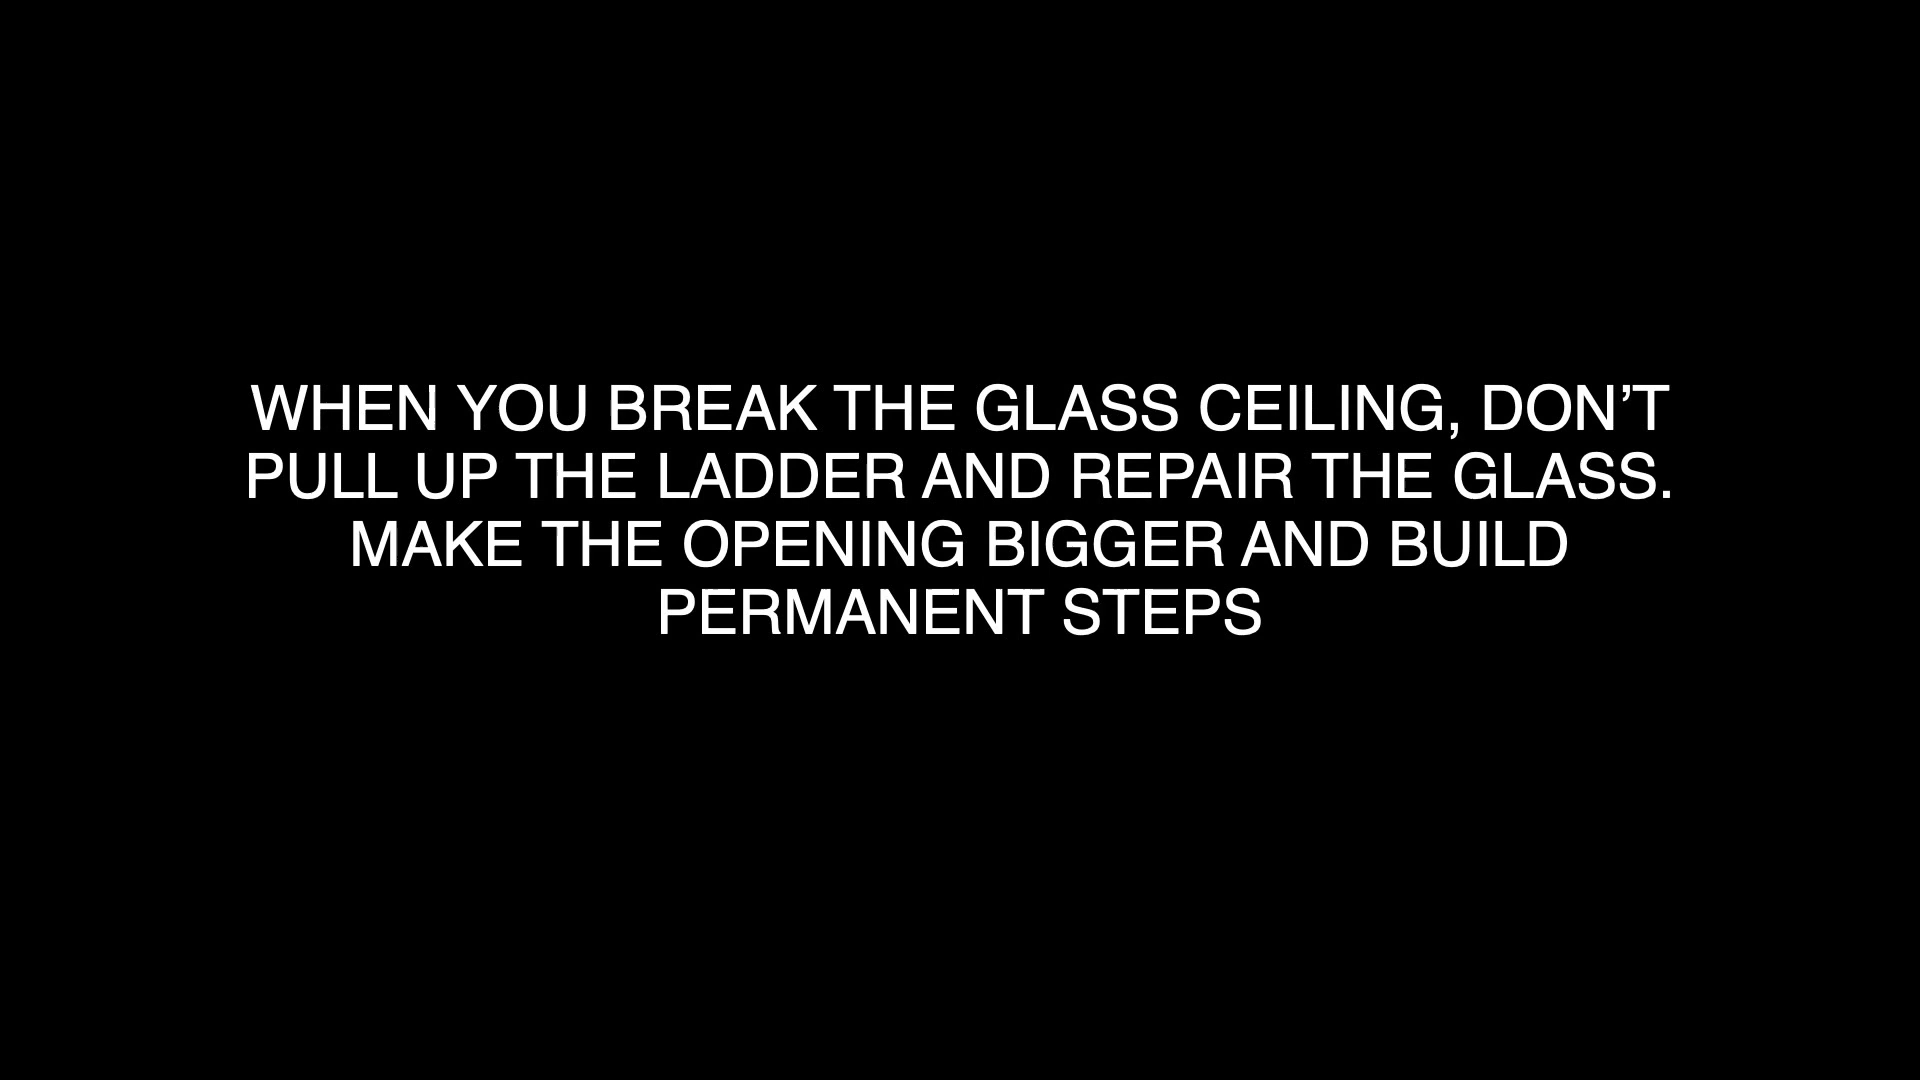 WHEN YOU BREAK THE GLASS CEILING, DON’T
PULL UP THE LADDER AND REPAIR THE GLASS.
MAKE THE OPENING BIGGER AND BUILD
PERMANENT STEPS